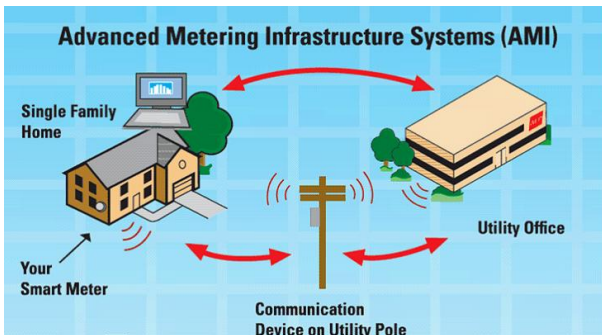 Advanced Metering Infrastructure Systems (AMI)
Single Family
Home
Utility Office
Your
Smart Meter
Communication
Device on Utility Pole